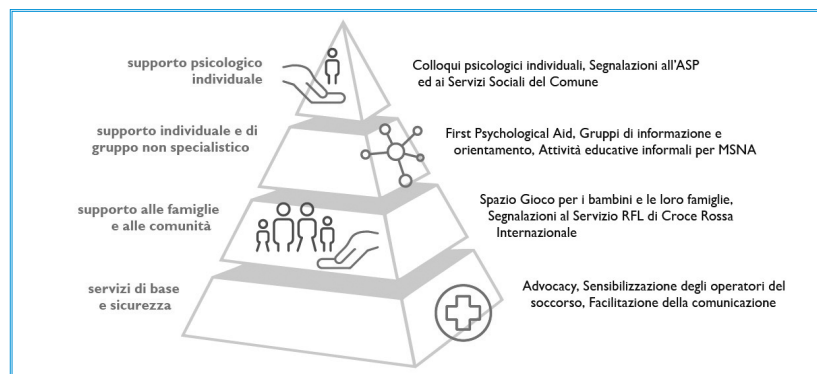 supporto psicologico
individuale
Colloqui psicologici individuali, Segnalazioni all'ASP
ed ai Servizi Sociali del Comune
supporto individuale e di
gruppo non specialistico
First Psychological Aid, Gruppi di informazione e
orientamento, Attività educative informali per MSNA
supporto alle famiglie
e alle comunità
Spazio Gioco per i bambini e le loro famiglie,
Segnalazioni al Servizio RFL di Croce Rossa
Internazionale
servizi di base
e sicurezza
Advocacy, Sensibilizzazione degli operatori del
soccorso, Facilitazione della comunicazione